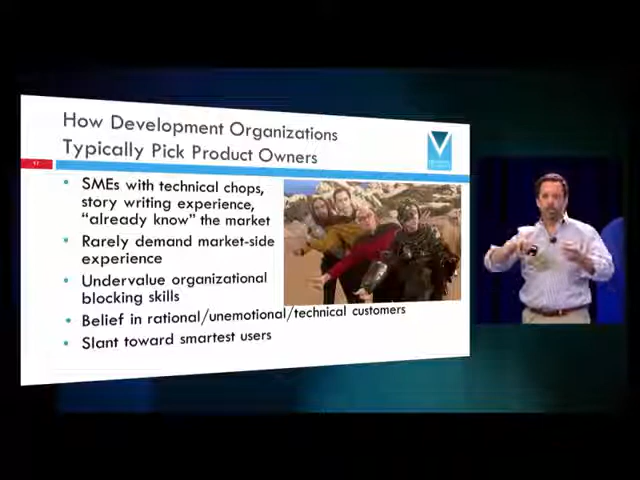 How Development Organizations
Typically Pick Product Owners
• SMEs with technical chops,
story writing experience,
“already know” the market
• Rarely demand market-side
experience
• Undervalue organizational
blocking skills
• Belief in rational/unemotional/technical customers
• Slant toward smartest users